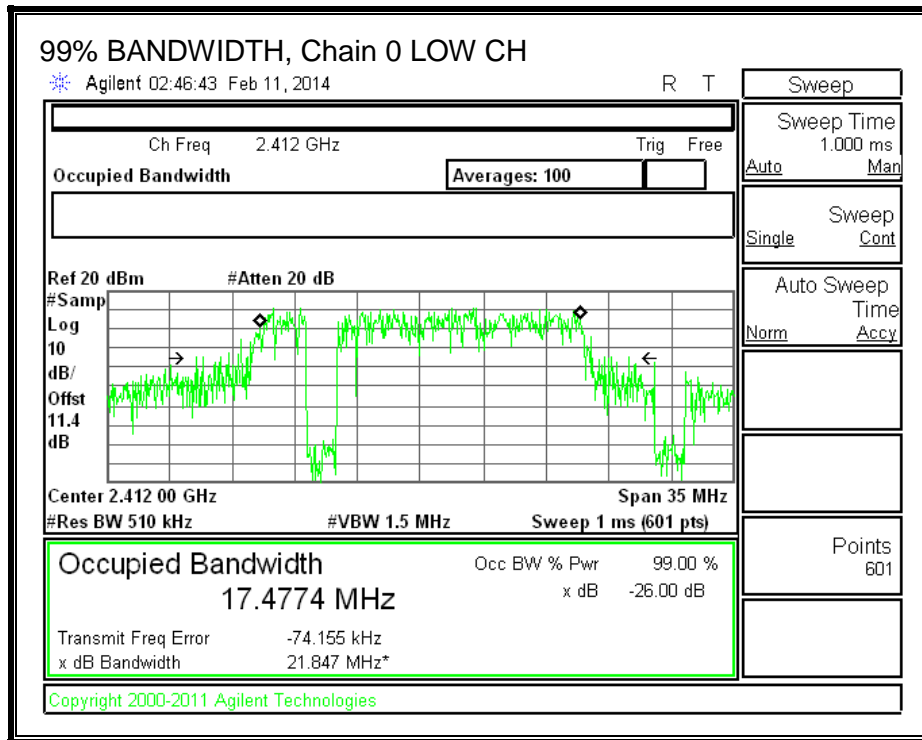 99% BANDWIDTH, Chain 0 LOW CH
Agilent 02:46:43 Feb 11, 2014 R T
Ch Freq 2.412 GHz Trig Free
Occupied Bandwidth Averages: 100
Ref 20 dBm #Atten 20 dB
#Samp
Log
10
dB/
Offst
11.4
dB
Center 2.412 00 GHz Span 35 MHz
#Res BW 510 kHz #VBW 1.5 MHz Sweep 1 ms (601 pts)
Occupied Bandwidth Occ BW % Pwr 99.00 %
17.4774 MHz x dB -26.00 dB
Transmit Freq Error -74.155 kHz
x dB Bandwidth 21.847 MHz*
Copyright 2000-2011 Agilent Technologies
Sweep
Sweep Time
1.000 ms
Auto Man
Sweep
Single Cont
Auto Sweep
Time
Norm Accy
Points
601